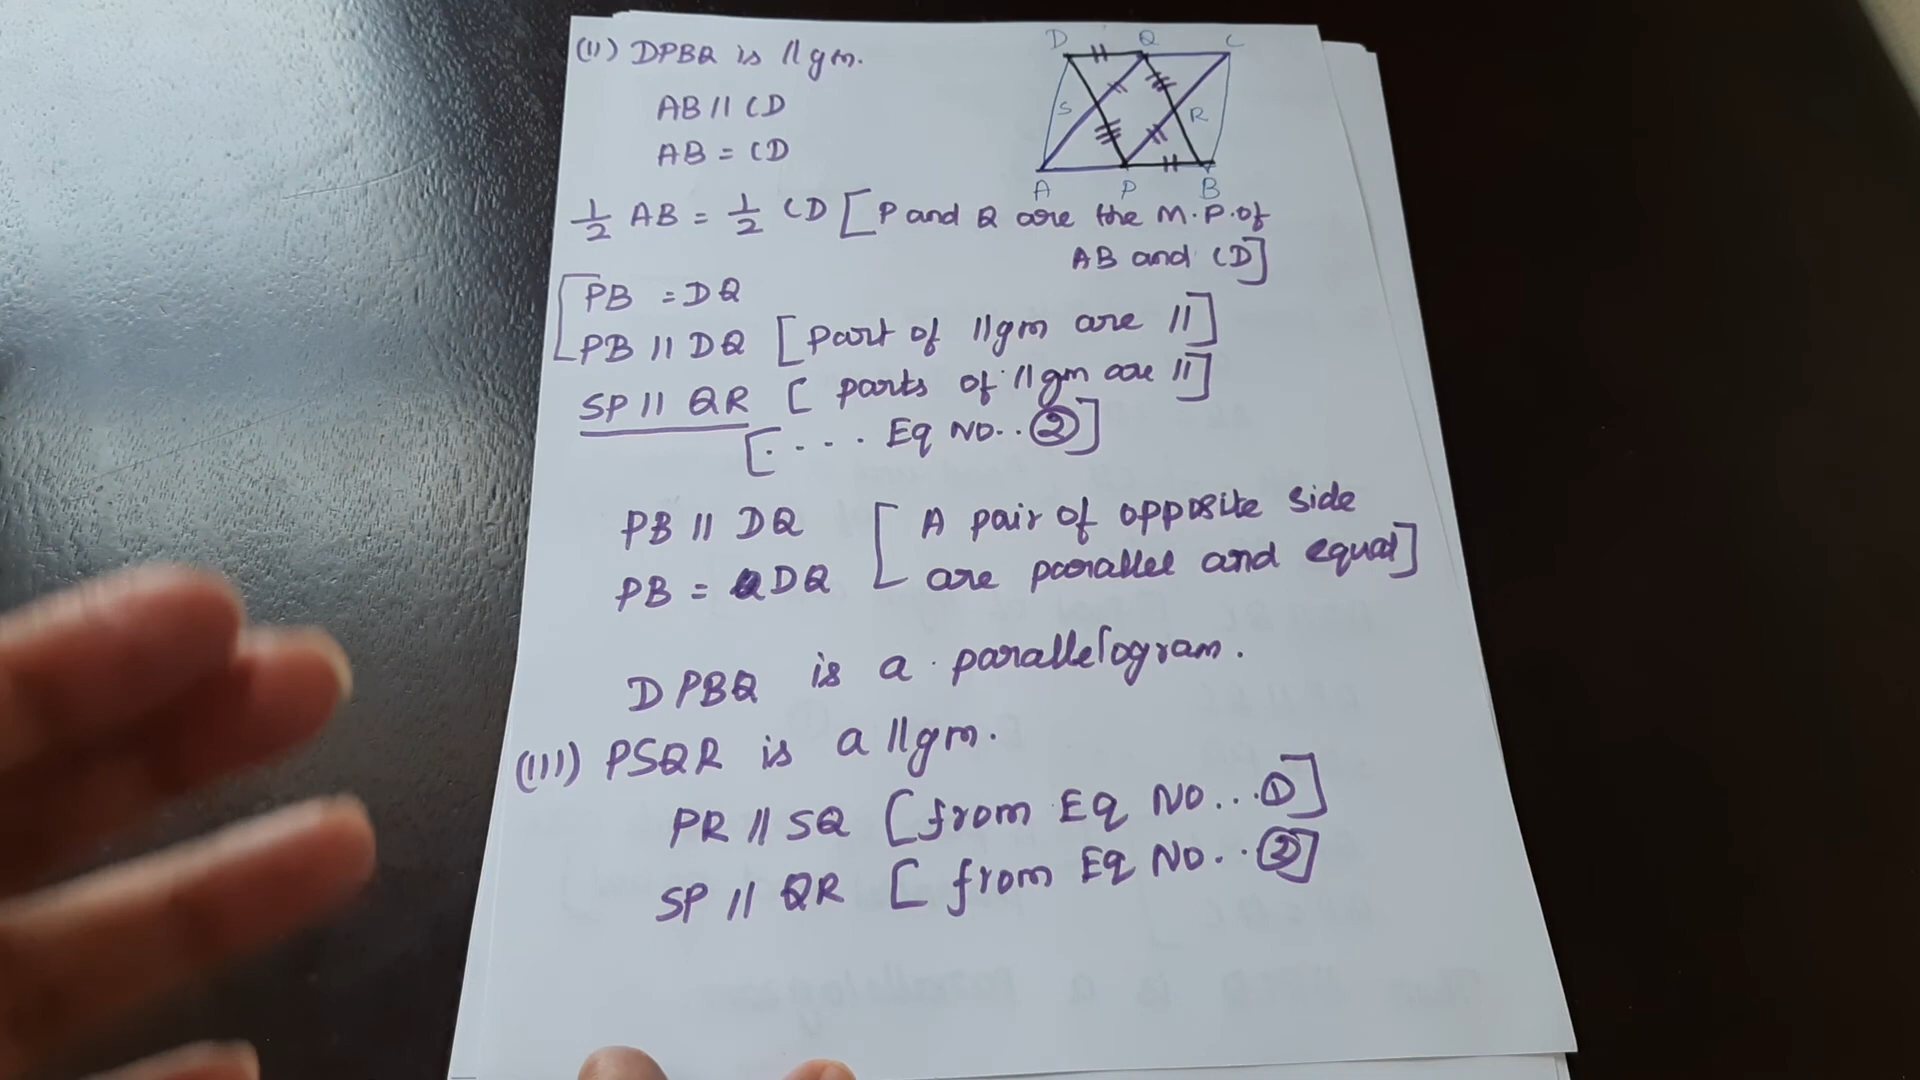 (ii) DPBQ is ||gm.
D Q C
AB || CD
S R
AB = CD
A P B
1/2 AB = 1/2 CD [P and Q are the M.P. of
AB and CD]
PB = DQ
PB || DQ [part of ||gm are ||]
SP || QR [parts of ||gm are ||]
[.... Eq No.. ②]
PB || DQ [A pair of opposite side
PB = DQ are parallel and equal]
DPBQ is a parallelogram.
(iii) PSQR is a ||gm.
PR || SQ [from Eq No...①]
SP || QR [from Eq No...②]